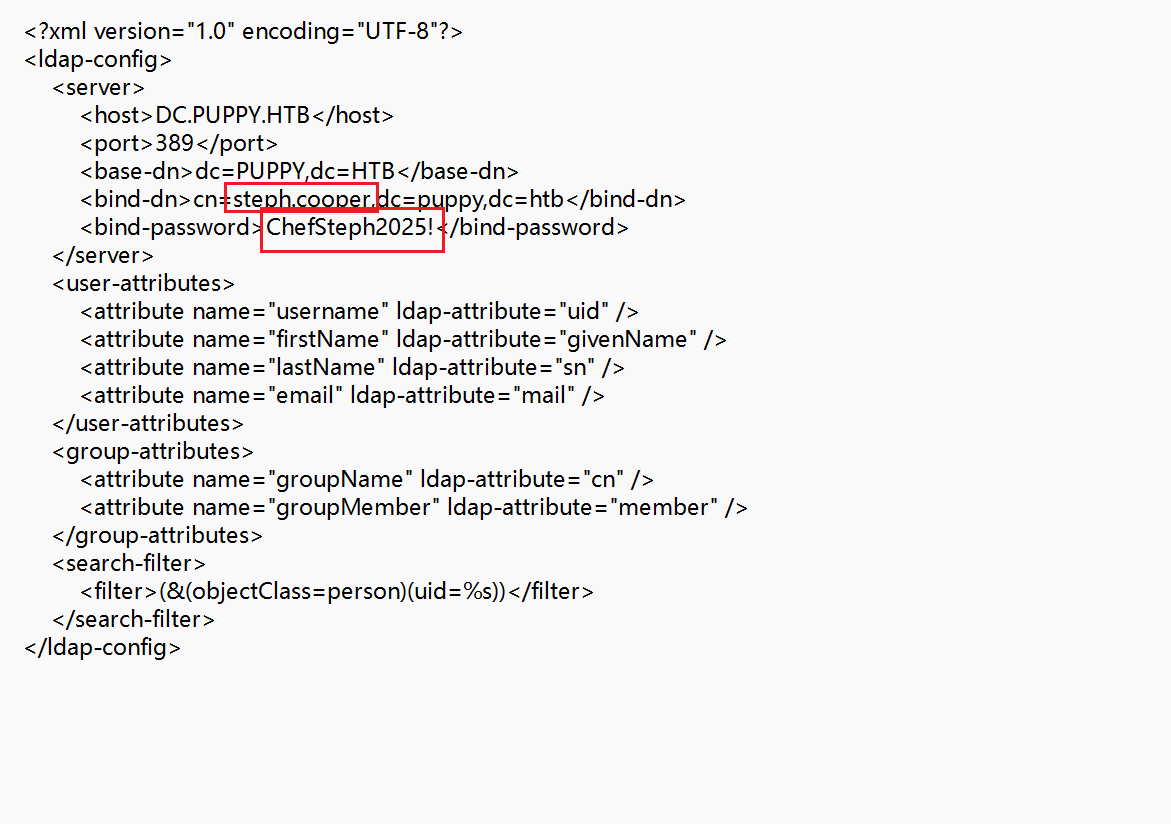 <?xml version="1.0" encoding="UTF-8"?>
<ldap-config>
<server>
<host>DC.PUPPY.HTB</host>
<port>389</port>
<base-dn>dc=PUPPY,dc=HTB</base-dn>
<bind-dn>cn=steph.cooper,dc=puppy,dc=htb</bind-dn>
<bind-password>ChefSteph2025!</bind-password>
</server>
<user-attributes>
<attribute name="username" ldap-attribute="uid" />
<attribute name="firstName" ldap-attribute="givenName" />
<attribute name="lastName" ldap-attribute="sn" />
<attribute name="email" ldap-attribute="mail" />
</user-attributes>
<group-attributes>
<attribute name="groupName" ldap-attribute="cn" />
<attribute name="groupMember" ldap-attribute="member" />
</group-attributes>
<search-filter>
<filter>(&(objectClass=person)(uid=%s))</filter>
</search-filter>
</ldap-config>